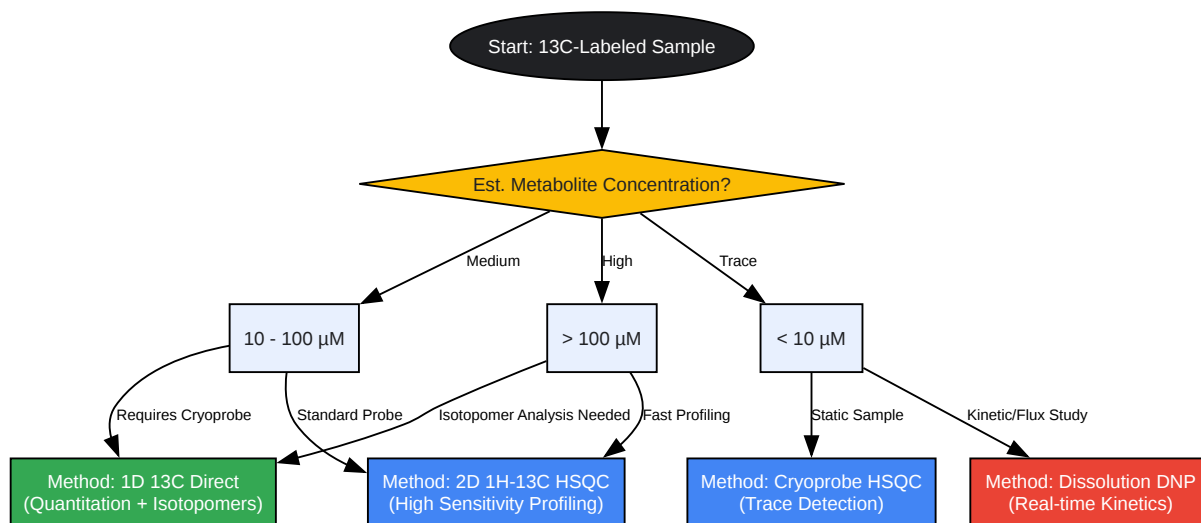 Start: 13C-Labeled Sample
Est. Metabolite Concentration?
Medium
High
Trace
10 - 100 µM
> 100 µM
< 10 µM
Requires Cryoprobe
Standard Probe
Isotopomer Analysis Needed
Fast Profiling
Static Sample
Kinetic/Flux Study
Method: 1D 13C Direct
(Quantitation + Isotopomers)
Method: 2D 1H-13C HSQC
(High Sensitivity Profiling)
Method: Cryoprobe HSQC
(Trace Detection)
Method: Dissolution DNP
(Real-time Kinetics)